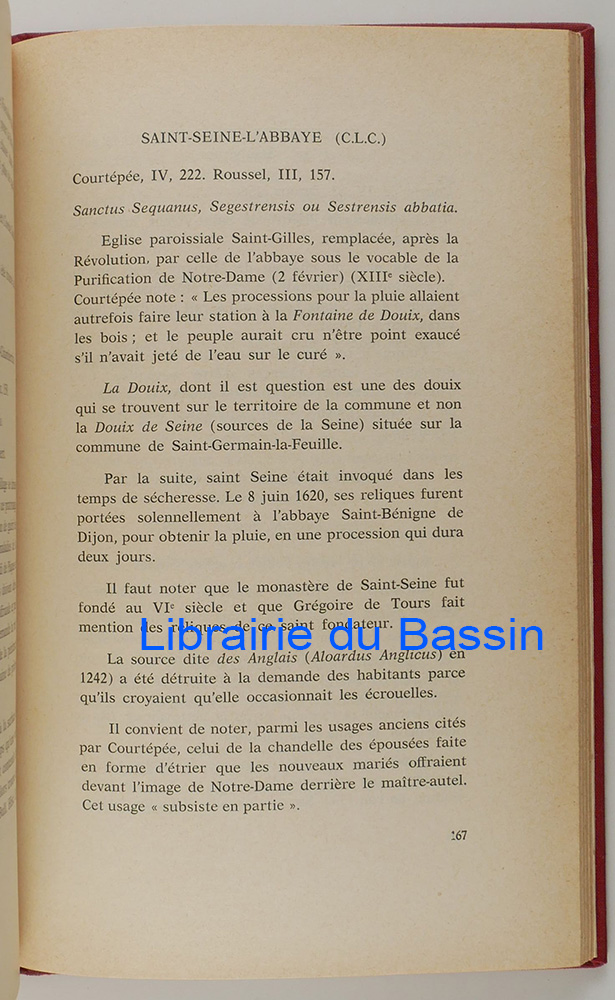 SAINT-SEINE-L'ABBAYE (C.L.C.)
Courtépée, IV, 222. Roussel, III, 157.
Sanctus Sequanus, Segestrensis ou Sestrensis abbatia.
Eglise paroissiale Saint-Gilles, remplacée, après la
Révolution, par celle de l'abbaye sous le vocable de la
Purification de Notre-Dame (2 février) (XIIIe siècle).
Courtépée note : « Les processions pour la pluie allaient
autrefois faire leur station à la Fontaine de Douix, dans
les bois ; et le peuple aurait cru n'être point exaucé
s'il n'avait jeté de l'eau sur le curé ».
La Douix, dont il est question est une des douix
qui se trouvent sur le territoire de la commune et non
la Douix de Seine (sources de la Seine) située sur la
commune de Saint-Germain-la-Feuille.
Par la suite, saint Seine était invoqué dans les
temps de sécheresse. Le 8 juin 1620, ses reliques furent
portées solennellement à l'abbaye Saint-Bénigne de
Dijon, pour obtenir la pluie, en une procession qui dura
deux jours.
Il faut noter que le monastère de Saint-Seine fut
fondé au VIe siècle et que Grégoire de Tours fait
mention des reliques de ce saint fondateur.
Librairie du Bassin
La source dite des Anglais (Aloardus Anglicus) en
1242) a été détruite à la demande des habitants parce
qu'ils croyaient qu'elle occasionnait les écrouelles.
Il convient de noter, parmi les usages anciens cités
par Courtépée, celui de la chandelle des épousées faite
en forme d'étrier que les nouveaux mariés offraient
devant l'image de Notre-Dame derrière le maître-autel.
Cet usage « subsiste en partie ».
167